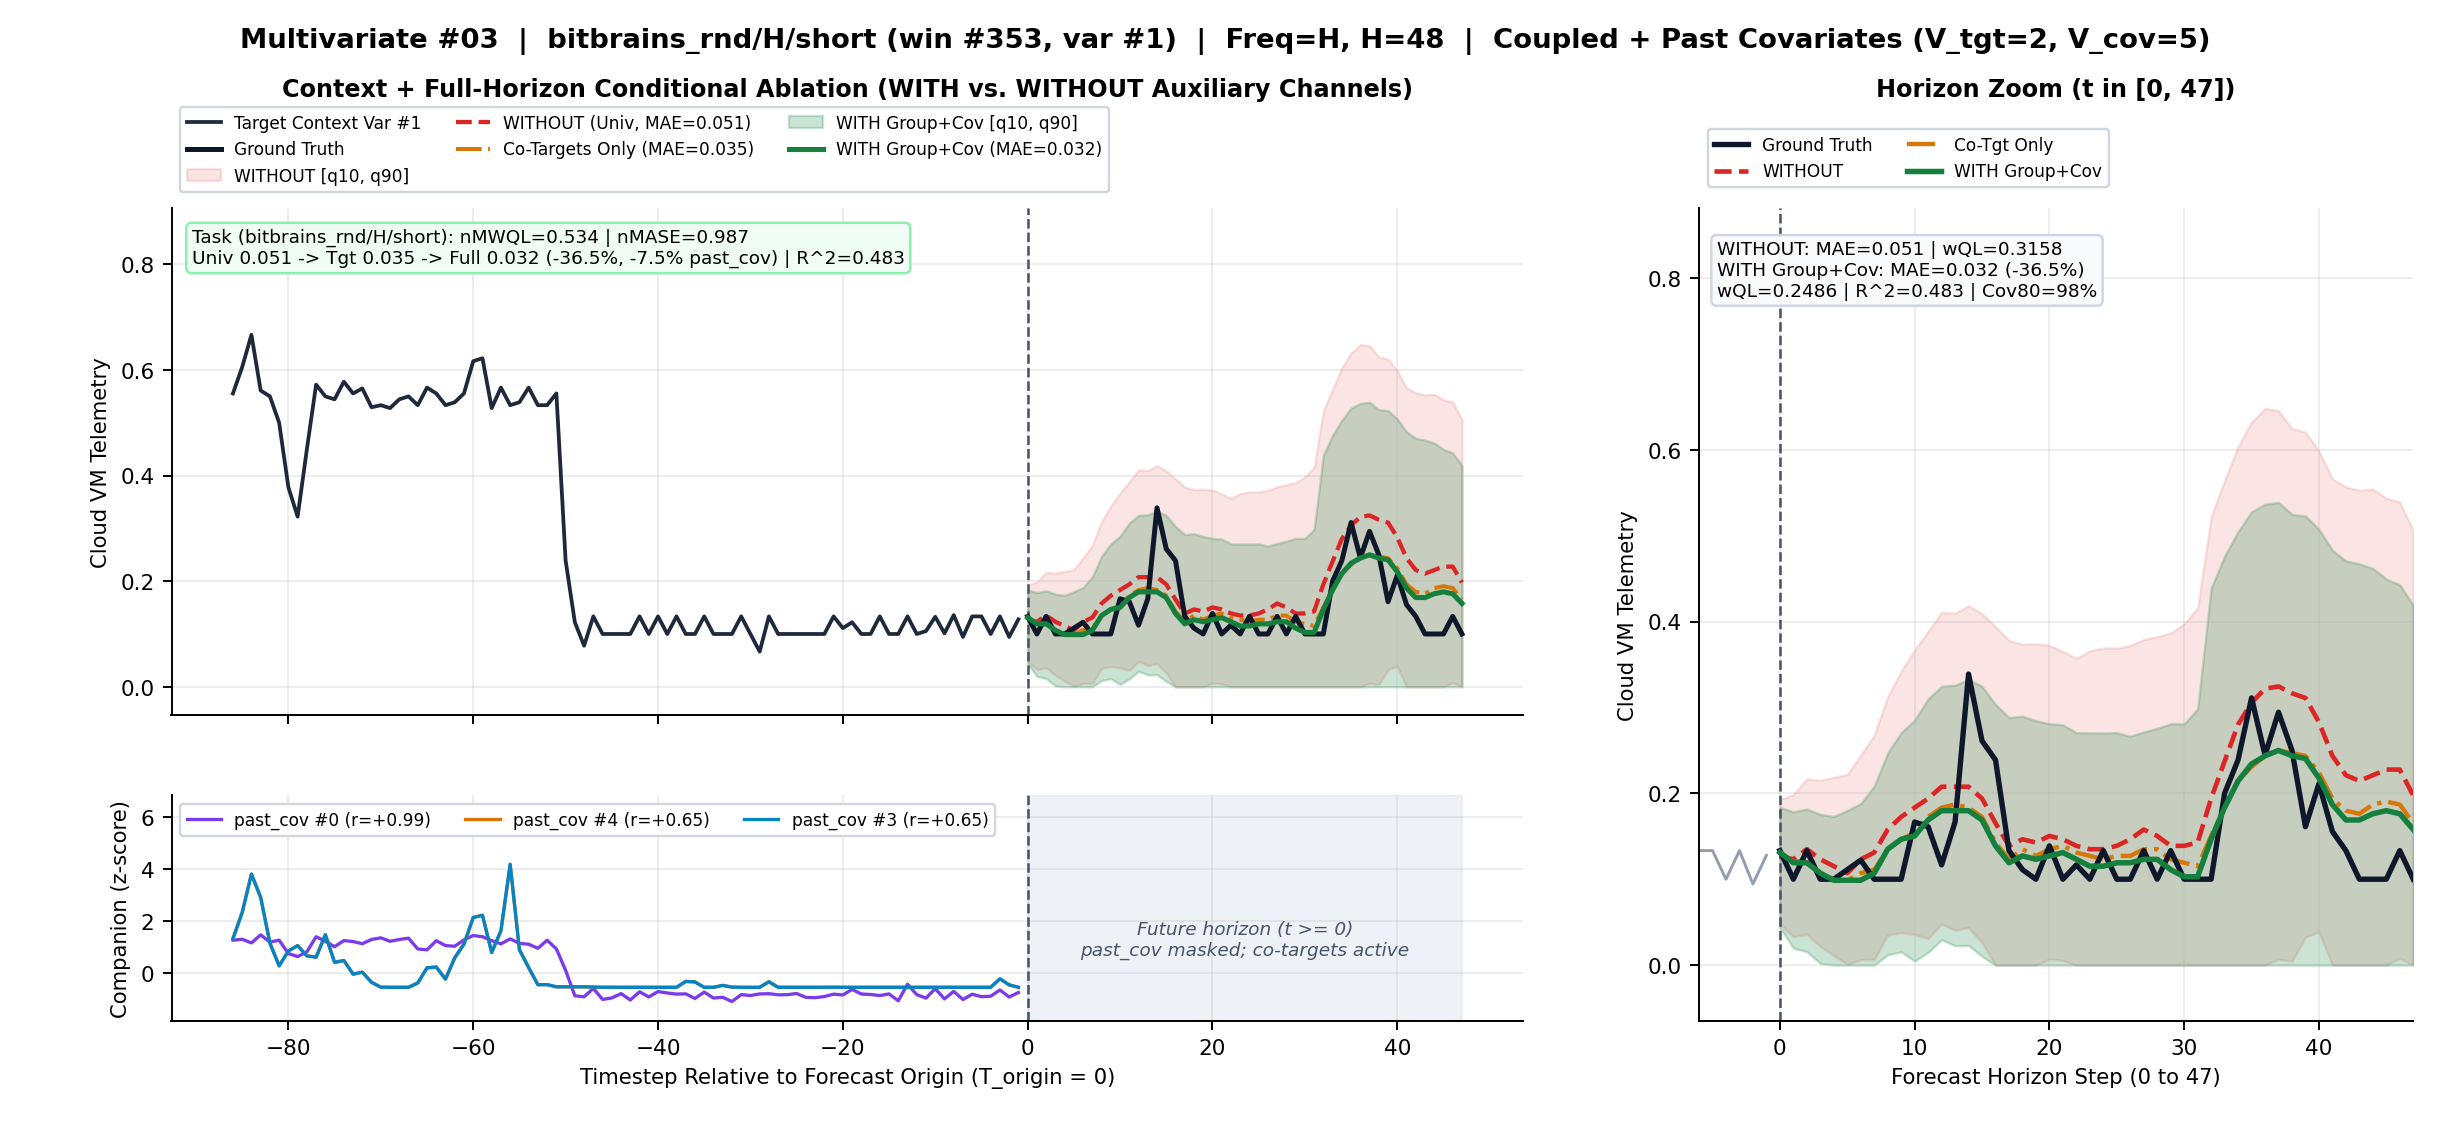 Multivariate #03 | bitbrains_rnd/H/short (win #353, var #1) | Freq=H, H=48 | Coupled + Past Covariates (V_tgt=2, V_cov=5)
Context + Full-Horizon Conditional Ablation (WITH vs. WITHOUT Auxiliary Channels)
Target Context Var #1
Ground Truth
WITHOUT [q10, q90]
WITHOUT (Univ, MAE=0.051)
Co-Targets Only (MAE=0.035)
WITH Group+Cov [q10, q90]
WITH Group+Cov (MAE=0.032)
Task (bitbrains_rnd/H/short): nMWQL=0.534 | nMASE=0.987
Univ 0.051 -> Tgt 0.035 -> Full 0.032 (-36.5%, -7.5% past_cov) | R^2=0.483
Cloud VM Telemetry
0.8
0.6
0.4
0.2
0.0
past_cov #0 (r=+0.99)
past_cov #4 (r=+0.65)
past_cov #3 (r=+0.65)
Companion (z-score)
6
4
2
0
Future horizon (t >= 0)
past_cov masked; co-targets active
−80
−60
−40
−20
0
20
40
Timestep Relative to Forecast Origin (T_origin = 0)
Horizon Zoom (t in [0, 47])
Ground Truth
WITHOUT
Co-Tgt Only
WITH Group+Cov
WITHOUT: MAE=0.051 | wQL=0.3158
WITH Group+Cov: MAE=0.032 (-36.5%)
wQL=0.2486 | R^2=0.483 | Cov80=98%
Cloud VM Telemetry
0.8
0.6
0.4
0.2
0.0
0
10
20
30
40
Forecast Horizon Step (0 to 47)